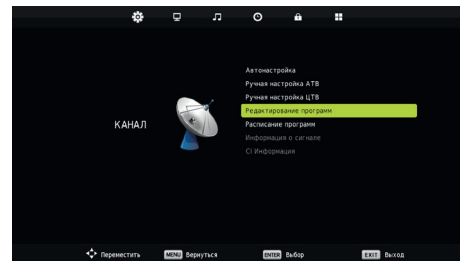 Автонастройка
Ручная настройка АТВ
Ручная настройка ЦТВ
Редактирование программ
Расписание программ
Информация о сигнале
CI Информация
КАНАЛ
Переместить MENU Вернуться ENTER Выбор EXIT Выход